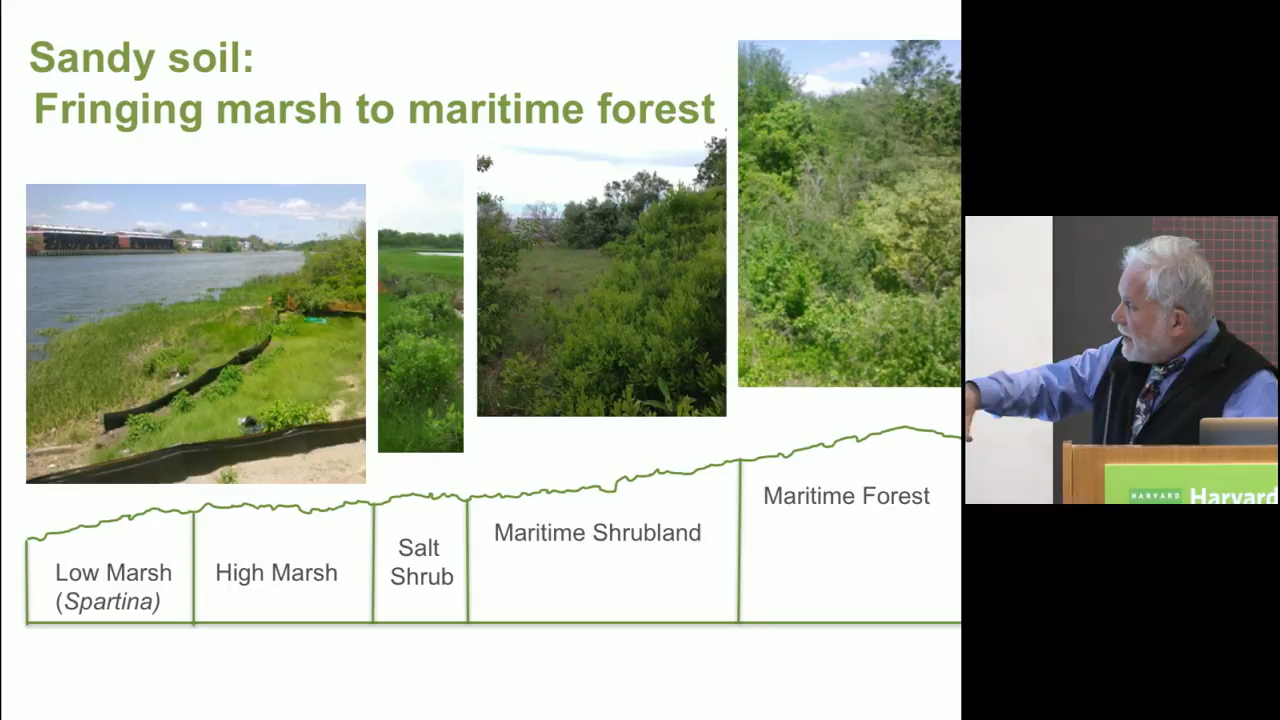 Sandy soil:
Fringing marsh to maritime forest
Low Marsh
(Spartina)
High Marsh
Salt
Shrub
Maritime Shrubland
Maritime Forest
HARVARD
Harvard